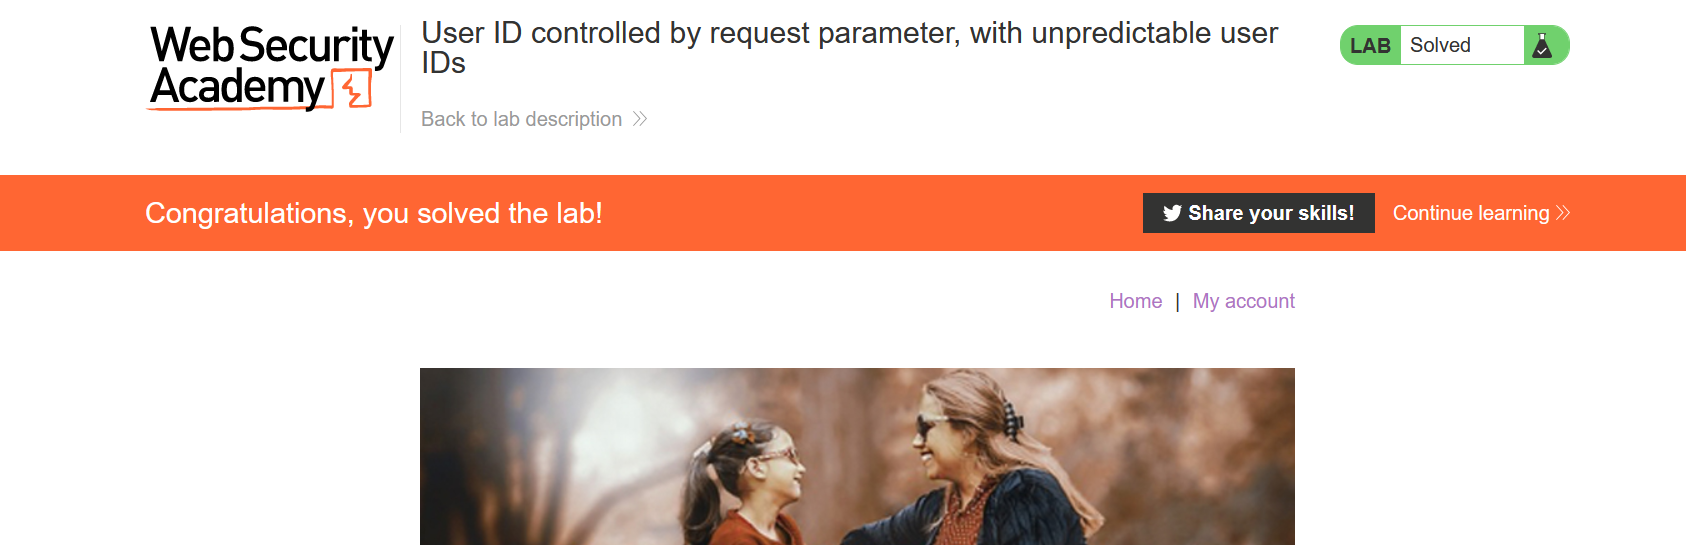 Web Security
Academy
User ID controlled by request parameter, with unpredictable user
IDs
Back to lab description
LAB Solved
Congratulations, you solved the lab!
Share your skills!
Continue learning
Home | My account